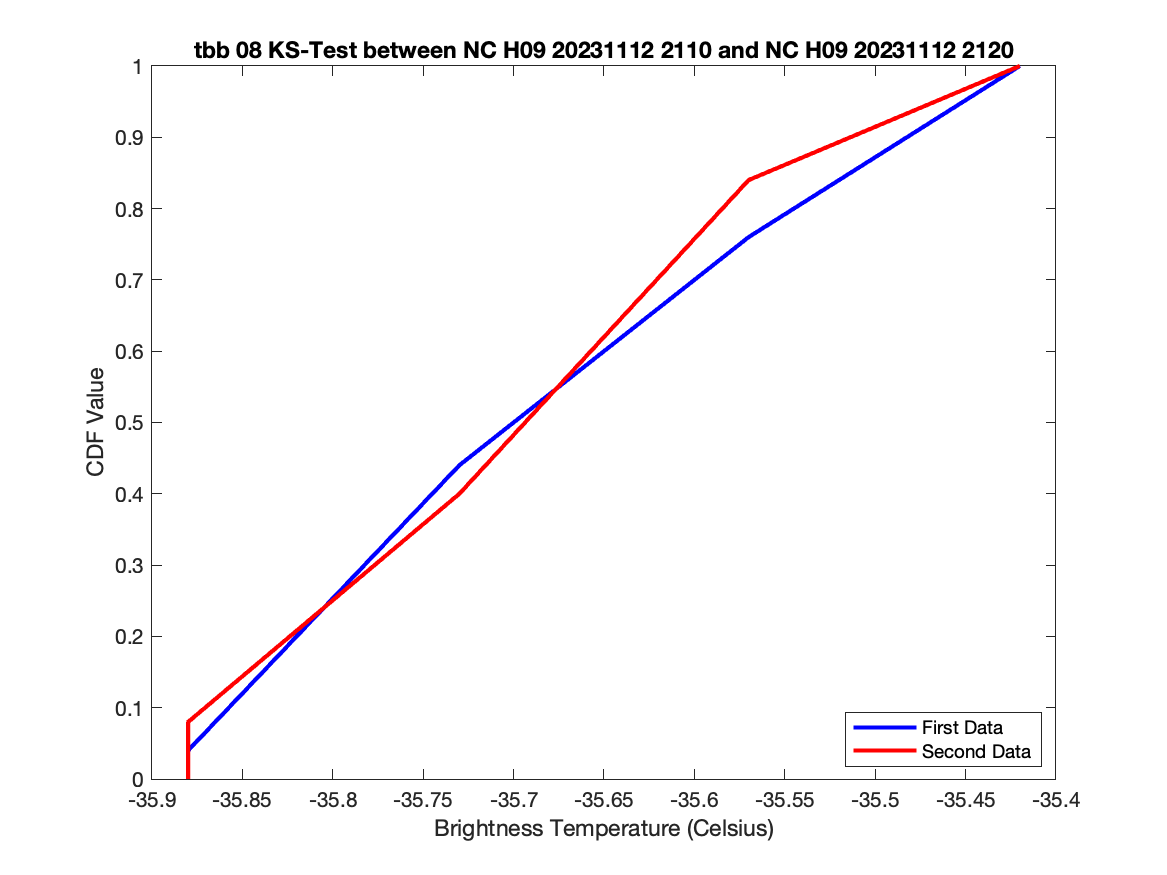 tbb 08 KS-Test between NC H09 20231112 2110 and NC H09 20231112 2120
1
0.9
0.8
0.7
0.6
0.5
0.4
0.3
0.2
0.1
0
CDF Value
First Data
Second Data
-35.9 -35.85 -35.8 -35.75 -35.7 -35.65 -35.6 -35.55 -35.5 -35.45 -35.4
Brightness Temperature (Celsius)